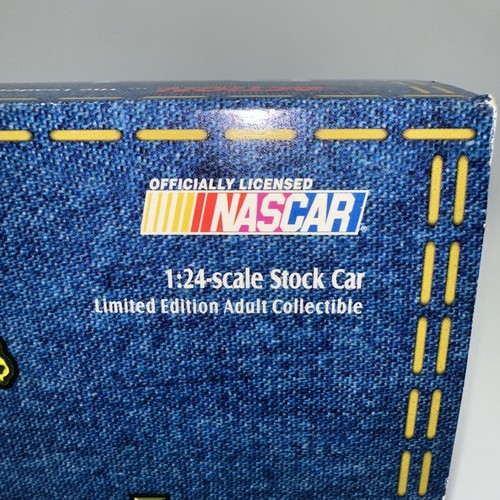 OFFICIALLY LICENSED
NASCAR
1:24-scale Stock Car
Limited Edition Adult Collectible